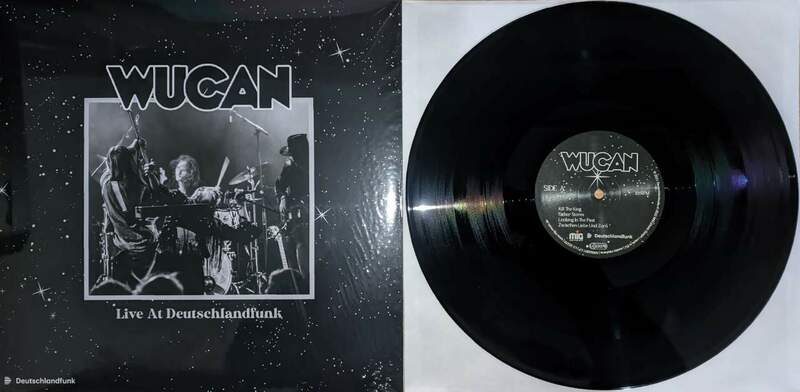 WUCAN
Live At Deutschlandfunk
Deutschlandfunk
WUCAN
SIDE A
Kill The King
Father Storm
Looking In The Past
Zwischen Liebe Und Zorn
mig
Deutschlandfunk